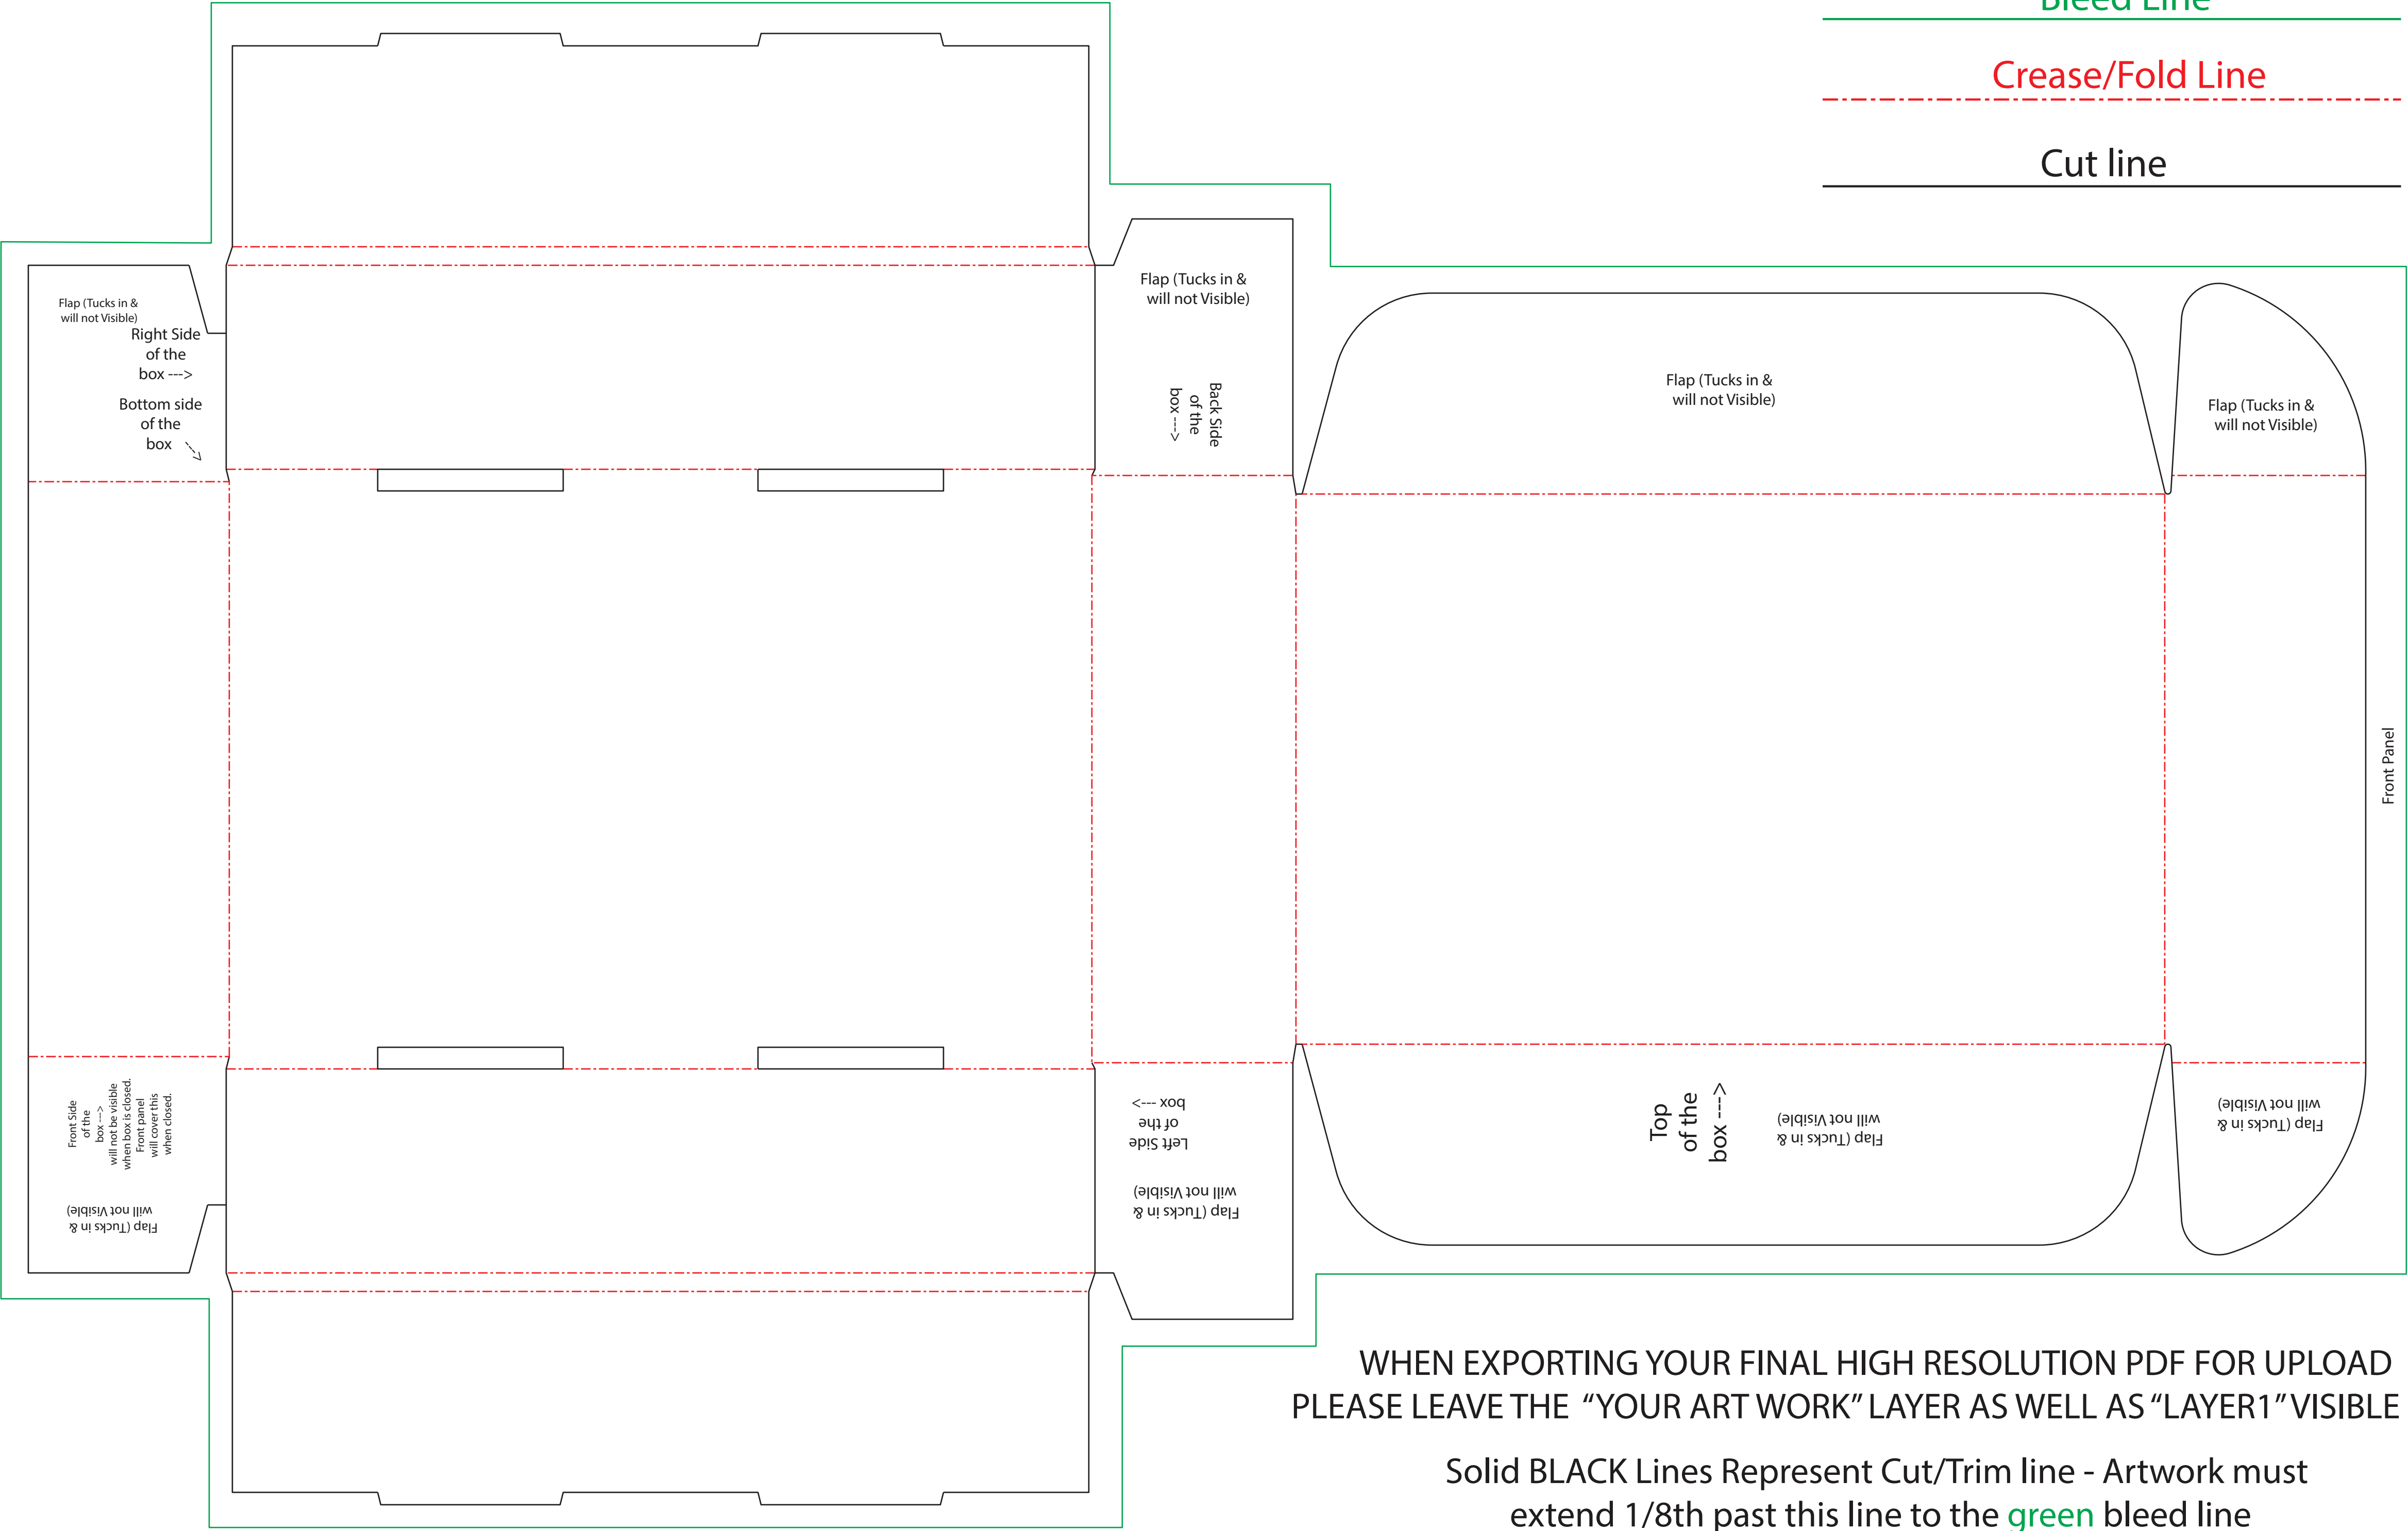 Bleed Line
Crease/Fold Line
Cut line
Flap (Tucks in &
will not Visible)
Right Side
of the
box --->
Bottom side
of the
box --->
Flap (Tucks in &
will not Visible)
Back Side
of the
box --->
Flap (Tucks in &
will not Visible)
Flap (Tucks in &
will not Visible)
Front Panel
Front Side
of the
box --->
will not be visible
when box is closed.
Front panel
will cover this
when closed.
Flap (Tucks in &
will not Visible)
Left Side
of the
box --->
Flap (Tucks in &
will not Visible)
Top
of the
box --->
Flap (Tucks in &
will not Visible)
Flap (Tucks in &
will not Visible)
WHEN EXPORTING YOUR FINAL HIGH RESOLUTION PDF FOR UPLOAD
PLEASE LEAVE THE “YOUR ART WORK” LAYER AS WELL AS “LAYER1” VISIBLE
Solid BLACK Lines Represent Cut/Trim line - Artwork must
extend 1/8th past this line to the green bleed line